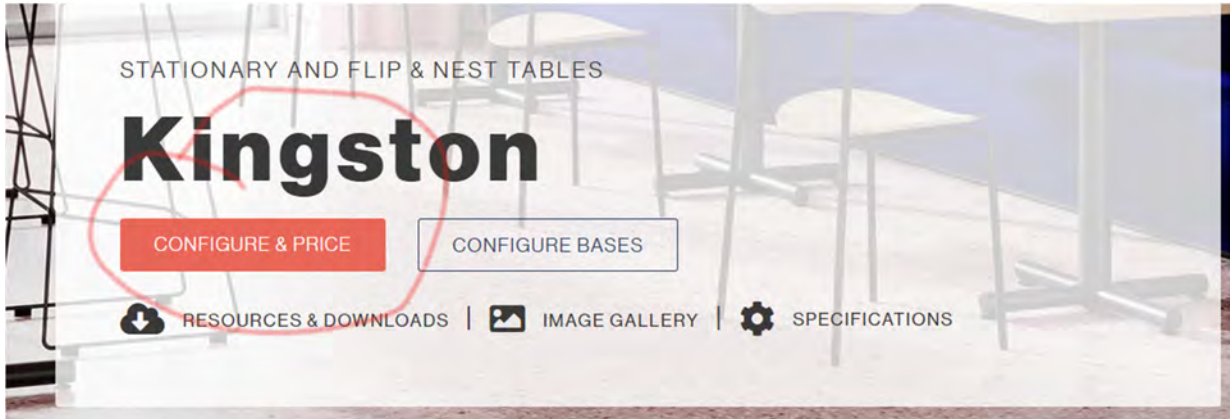 STATIONARY AND FLIP & NEST TABLES
Kingston
CONFIGURE & PRICE CONFIGURE BASES
RESOURCES & DOWNLOADS | IMAGE GALLERY | SPECIFICATIONS